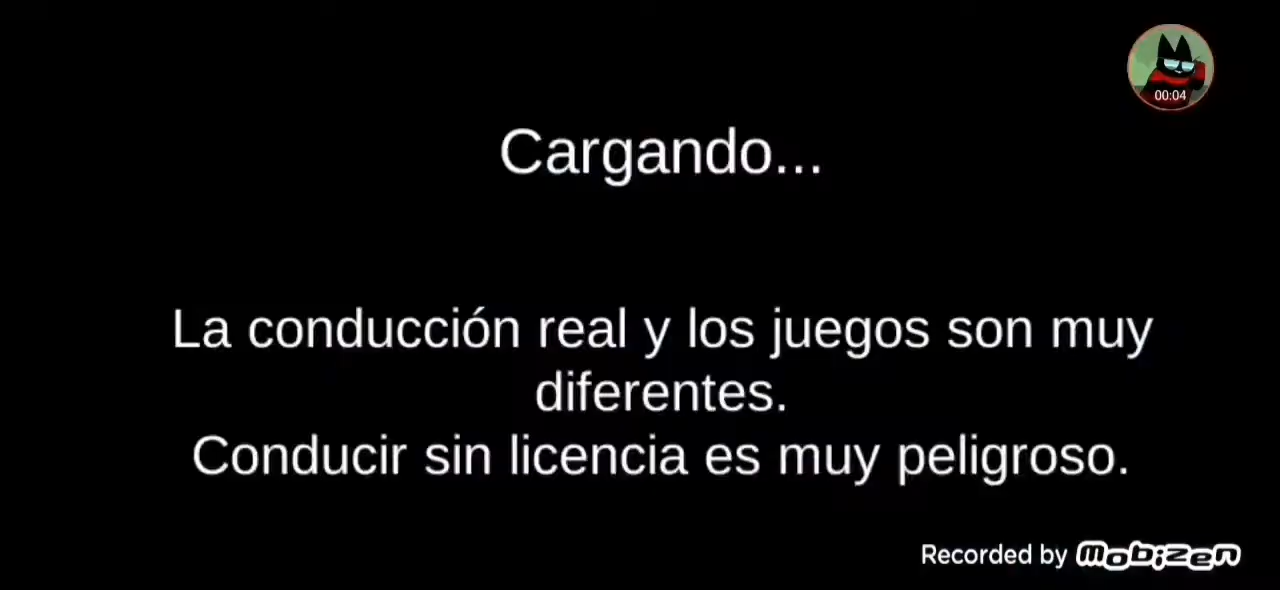 00:04
Cargando...
La conducción real y los juegos son muy
diferentes.
Conducir sin licencia es muy peligroso.
Recorded by mobizen